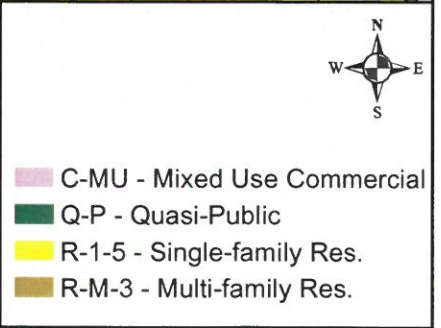 N
W E
S
C-MU - Mixed Use Commercial
Q-P - Quasi-Public
R-1-5 - Single-family Res.
R-M-3 - Multi-family Res.